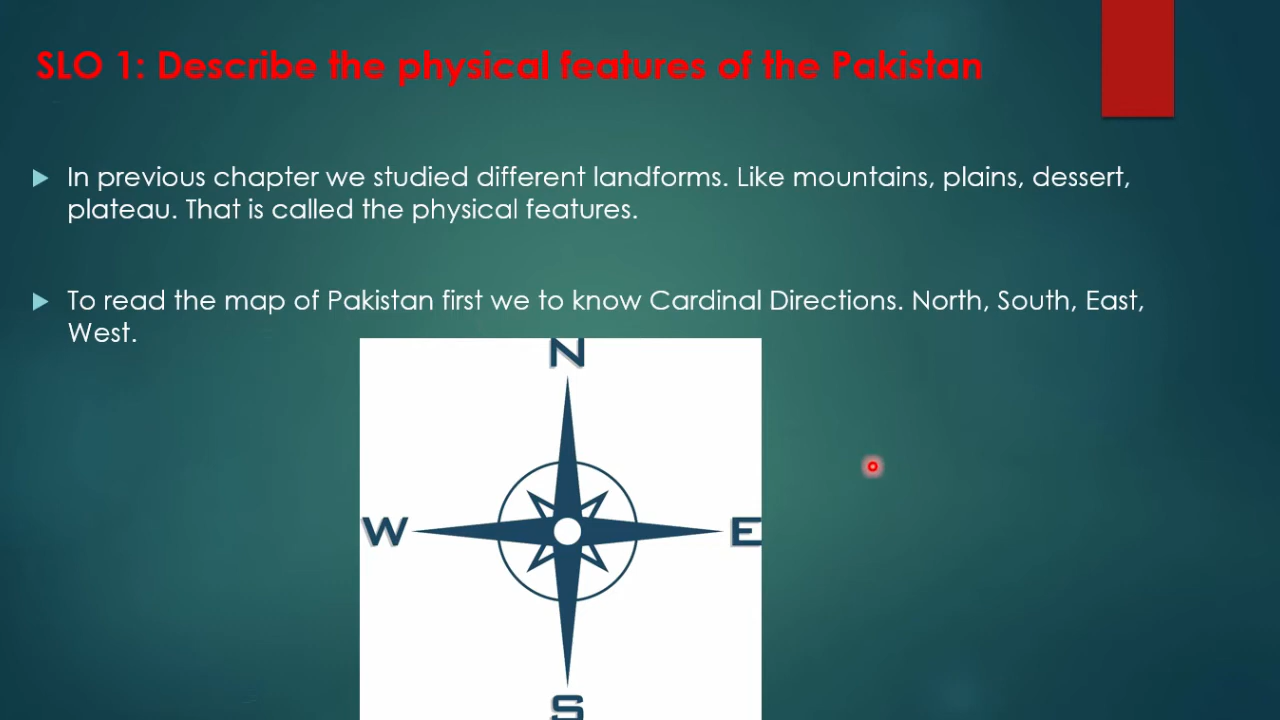 SLO 1: Describe the physical features of the Pakistan
In previous chapter we studied different landforms. Like mountains, plains, dessert,
plateau. That is called the physical features.
To read the map of Pakistan first we to know Cardinal Directions. North, South, East,
West.
N
W
E
S